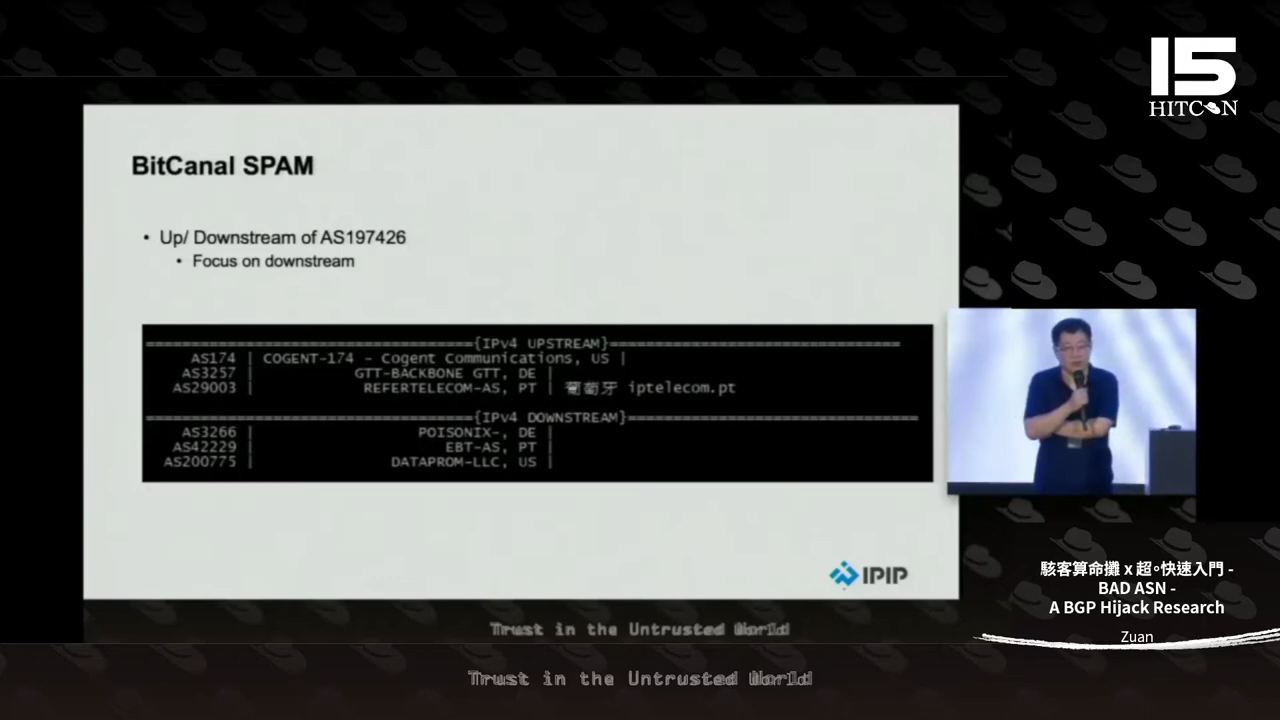 15
HITCON
BitCanal SPAM
• Up/ Downstream of AS197426
• Focus on downstream
======================================{IPv4 UPSTREAM}=================================
AS174 | COGENT-174 - Cogent Communications, US |
AS3257 | GTT-BACKBONE GTT, DE |
AS29003 | REFERTELECOM-AS, PT | 葡萄牙 iptelecom.pt
====================================={IPv4 DOWNSTREAM}=================================
AS3266 | POISONIX-, DE |
AS42229 | EBT-AS, PT |
AS200775 | DATAPROM-LLC, US |
IPIP
駭客算命攤 x 超•快速入門 -
BAD ASN -
A BGP Hijack Research
Zuan
Trust in the Untrusted World
Trust in the Untrusted World